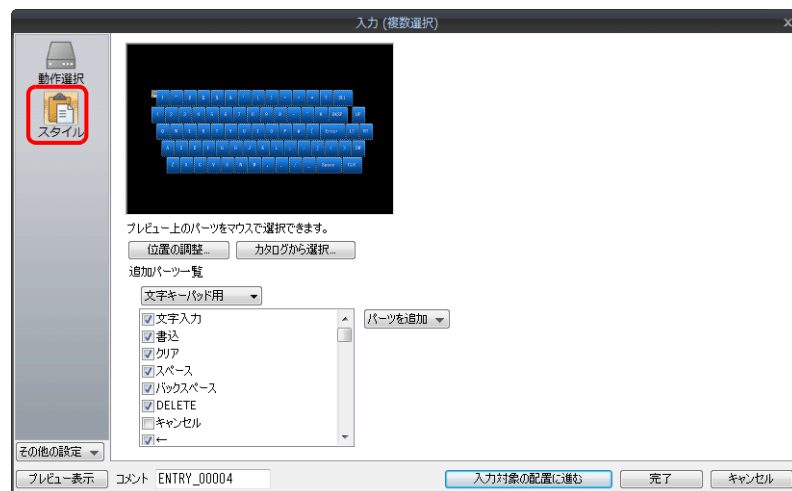 入力 (複数選択)
動作選択
スタイル
プレビュー上のパーツをマウスで選択できます。
位置の調整... カタログから選択...
追加パーツ一覧
文字キーパッド用
文字入力 パーツを追加
書込
クリア
スペース
バックスペース
DELETE
キャンセル
←
その他の設定
プレビュー表示 コメント ENTRY_00004 入力対象の配置に進む 完了 キャンセル